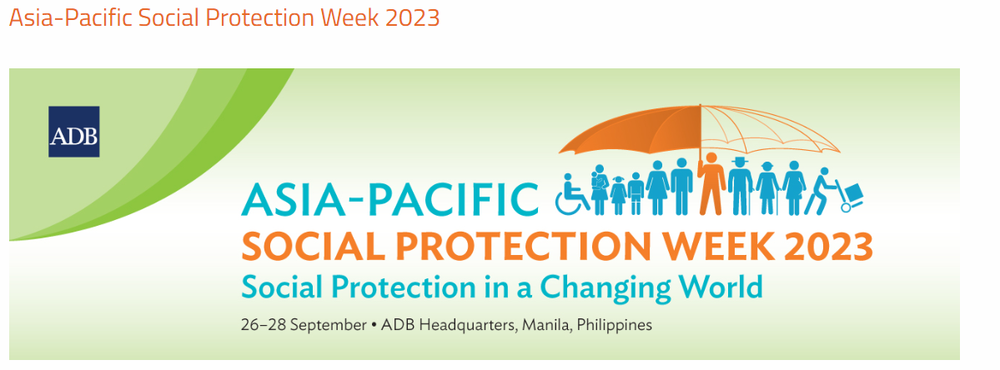 Asia-Pacific Social Protection Week 2023
ADB
ASIA-PACIFIC
SOCIAL PROTECTION WEEK 2023
Social Protection in a Changing World
26–28 September • ADB Headquarters, Manila, Philippines